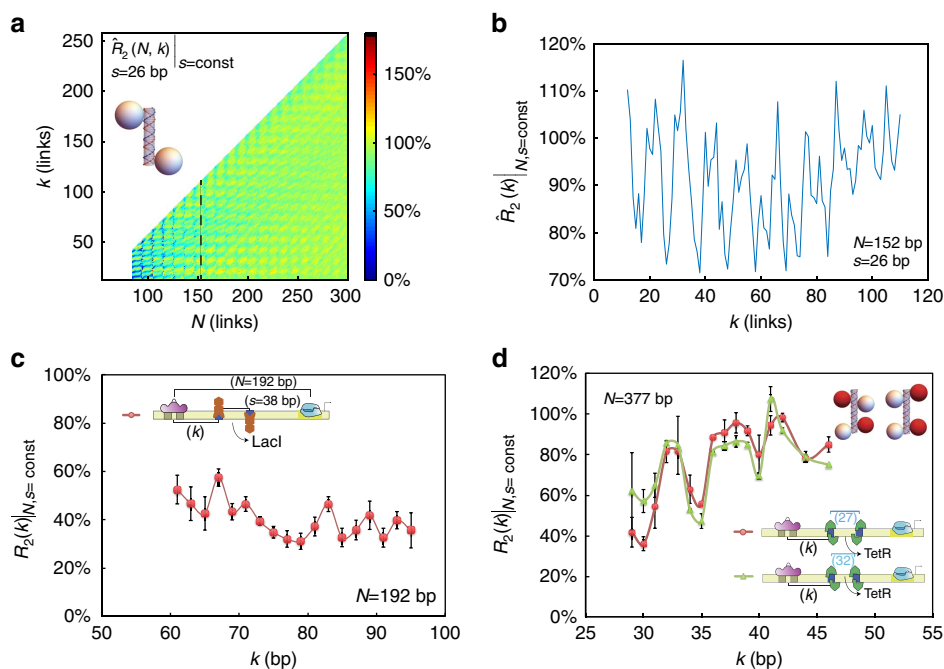 a
R̂₂ (N, k)|s=const
s=26 bp
250
200
150
100
50
k (links)
100 150 200 250 300
N (links)
150%
100%
50%
0%
b
120%
110%
100%
90%
80%
70%
R̂₂ (k)|N,s=const
N=152 bp
s=26 bp
0 20 40 60 80 100 120
k (links)
c
100%
80%
60%
40%
20%
0%
R₂(k)|N,s= const
(N=192 bp)
(s=38 bp)
(k)
LacI
N=192 bp
50 60 70 80 90 100
k (bp)
d
120%
100%
80%
60%
40%
20%
0%
R₂(k)|N,s= const
N=377 bp
(27)
(k)
TetR
(32)
(k)
TetR
25 30 35 40 45 50 55
k (bp)